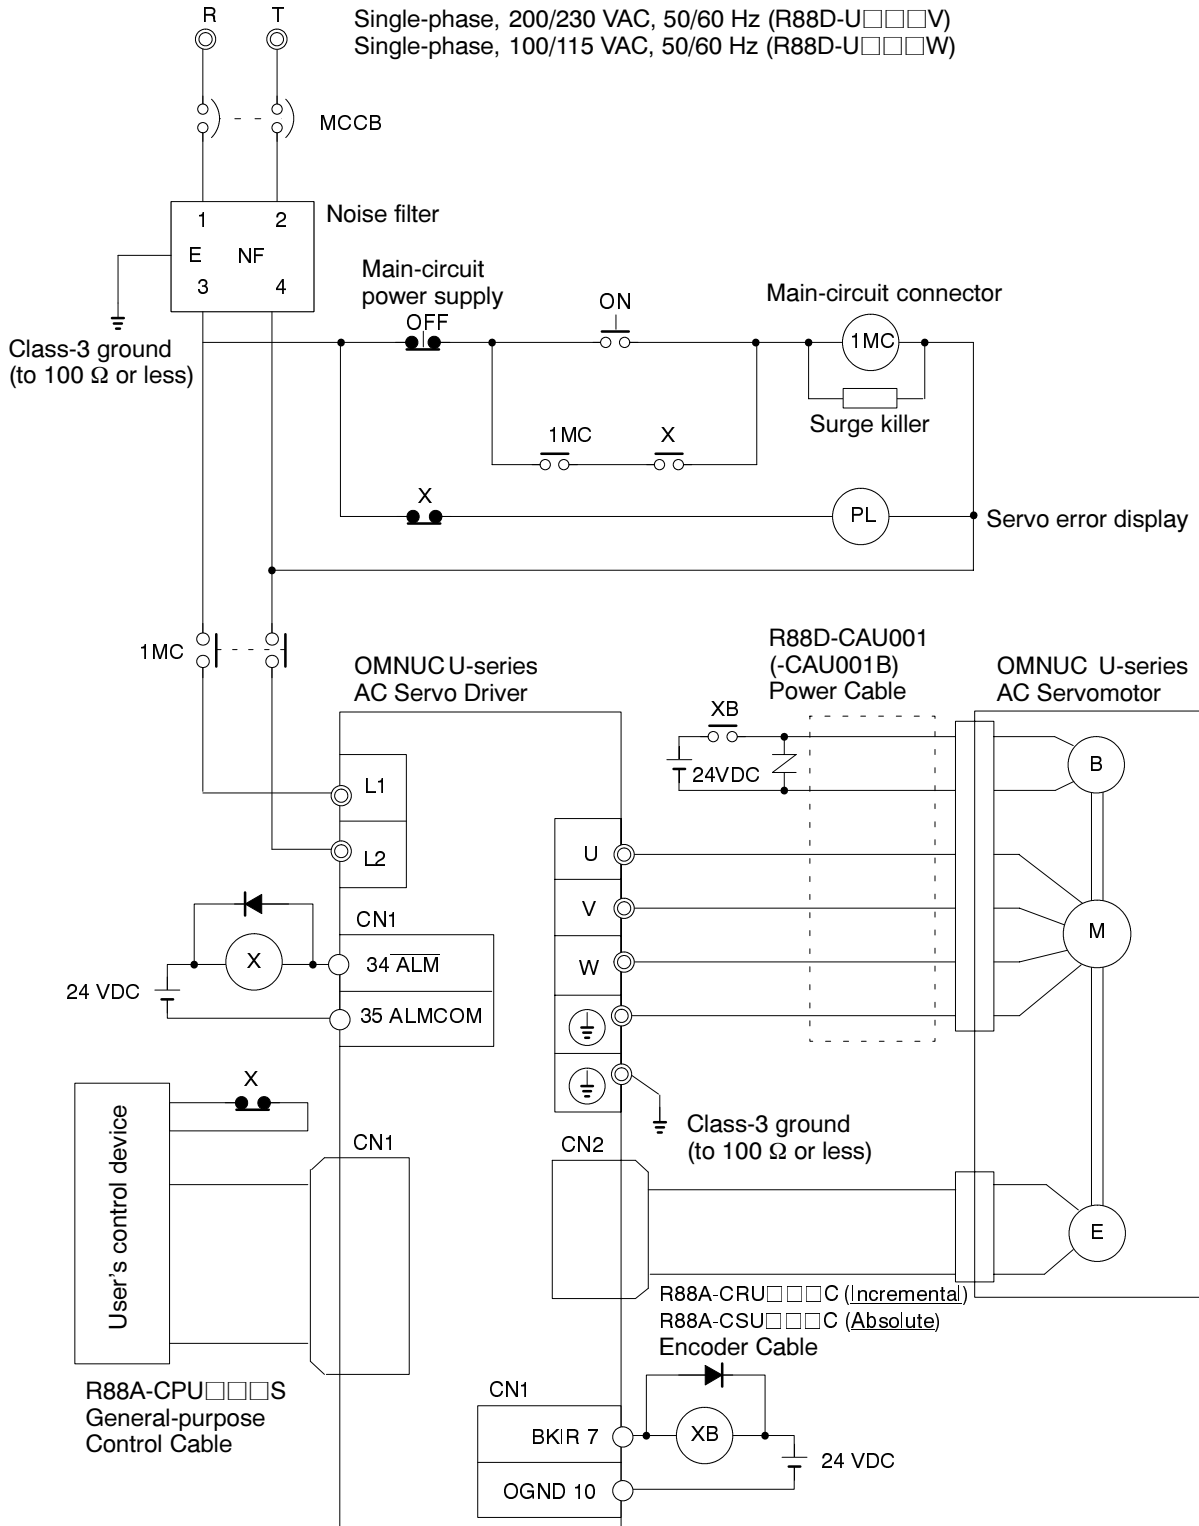 R T
Single-phase, 200/230 VAC, 50/60 Hz (R88D-U□□□V)
Single-phase, 100/115 VAC, 50/60 Hz (R88D-U□□□W)
MCCB
1 2
E NF
3 4
Noise filter
Class-3 ground
(to 100 Ω or less)
Main-circuit
power supply
OFF
ON
Main-circuit connector
1MC
Surge killer
1MC X
X
PL
Servo error display
1MC
OMNUC U-series
AC Servo Driver
R88D-CAU001
(-CAU001B)
Power Cable
OMNUC U-series
AC Servomotor
XB
24VDC
B
L1
L2
U
V
W
M
CN1
X
24 VDC
34 ALM
35 ALMCOM
Class-3 ground
(to 100 Ω or less)
X
User's control device
CN1
CN2
E
R88A-CRU□□□C (Incremental)
R88A-CSU□□□C (Absolute)
Encoder Cable
R88A-CPU□□□S
General-purpose
Control Cable
CN1
BKIR 7
OGND 10
XB
24 VDC